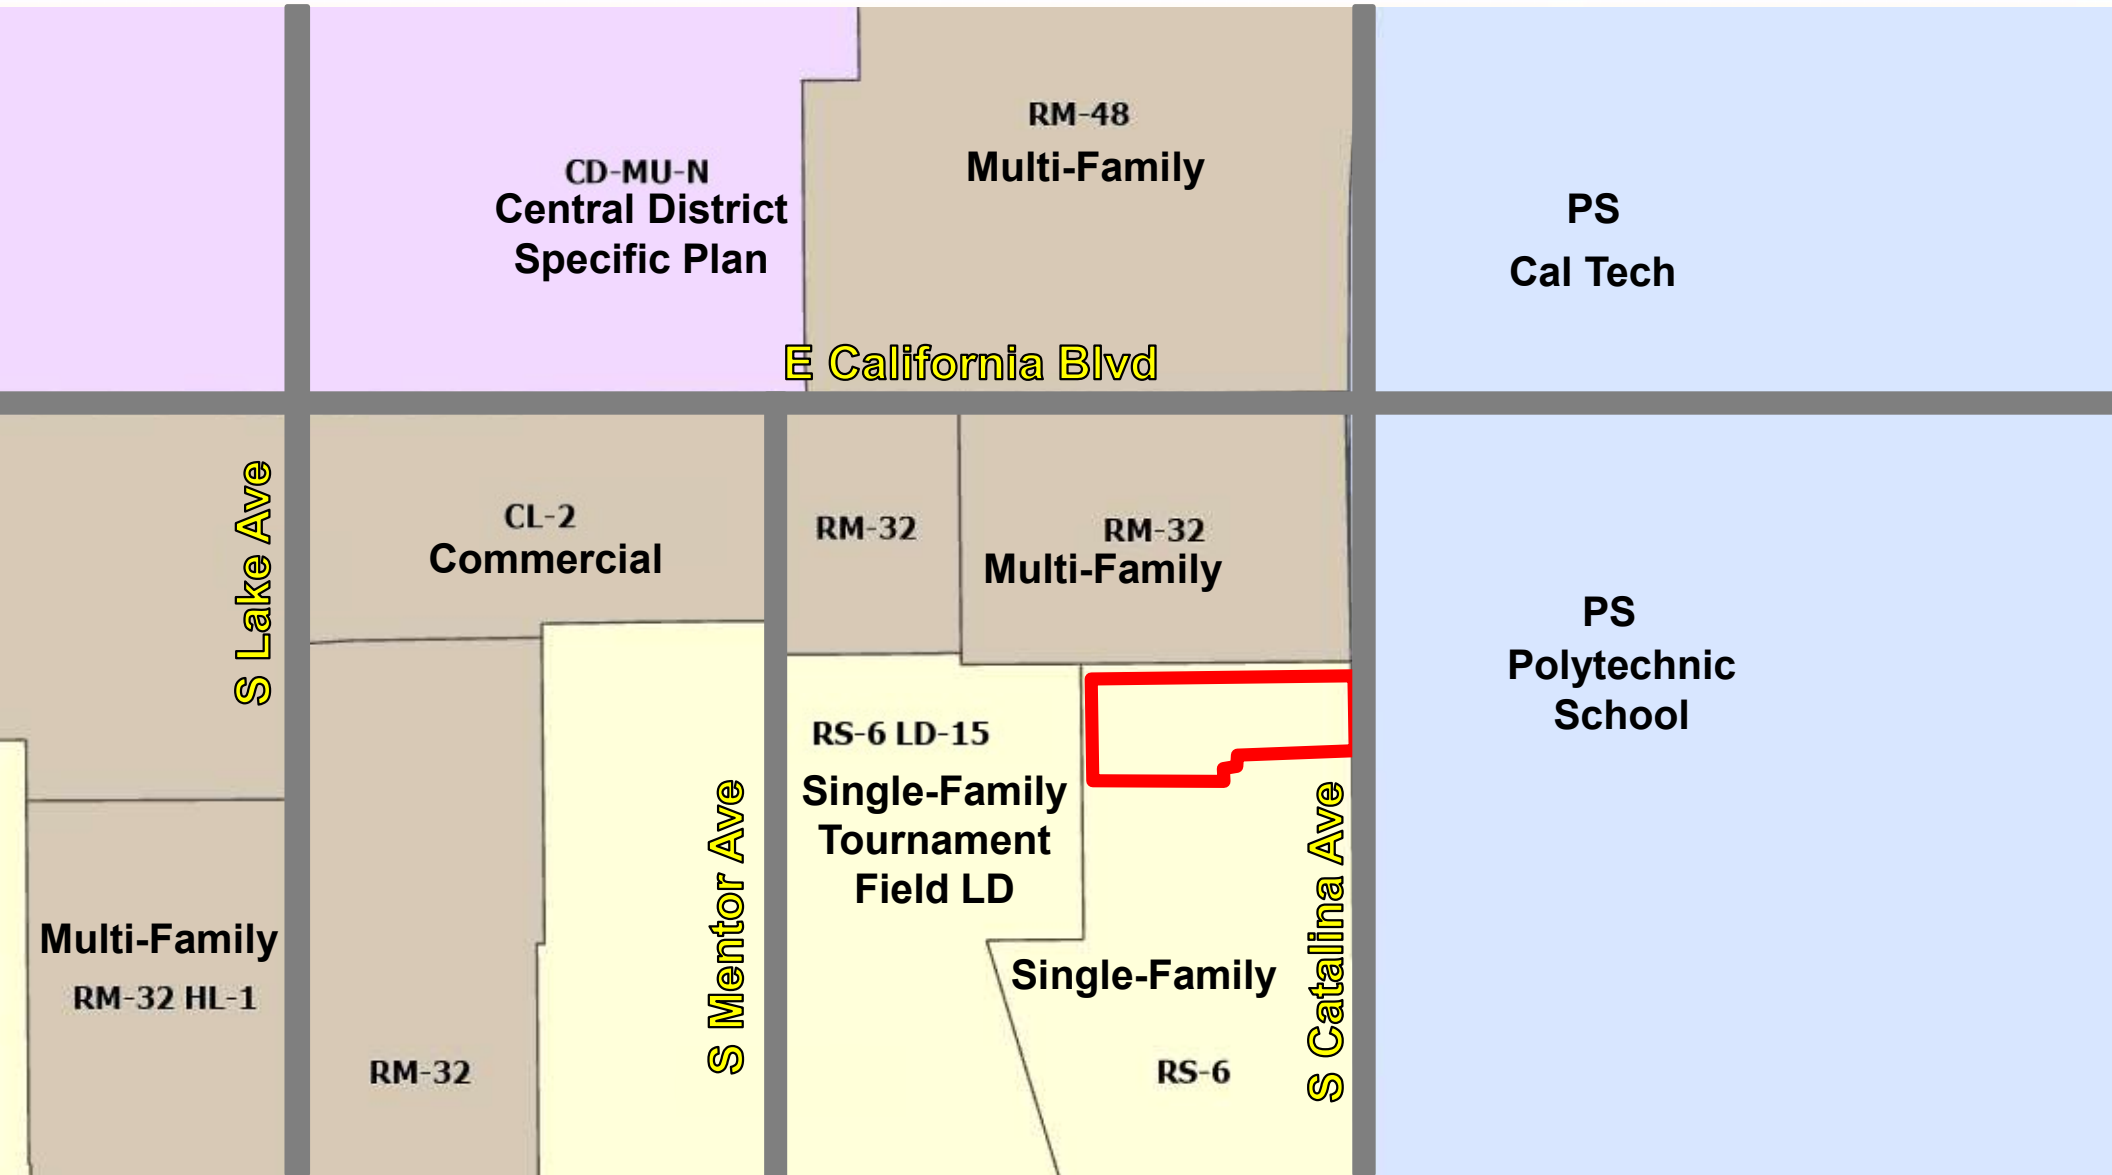 RM-48
Multi-Family
CD-MU-N
Central District
Specific Plan
PS
Cal Tech
E California Blvd
S Lake Ave
CL-2
Commercial
RM-32
RM-32
Multi-Family
PS
Polytechnic
School
RS-6 LD-15
Single-Family
Tournament
Field LD
S Mentor Ave
S Catalina Ave
Multi-Family
RM-32 HL-1
Single-Family
RM-32
RS-6